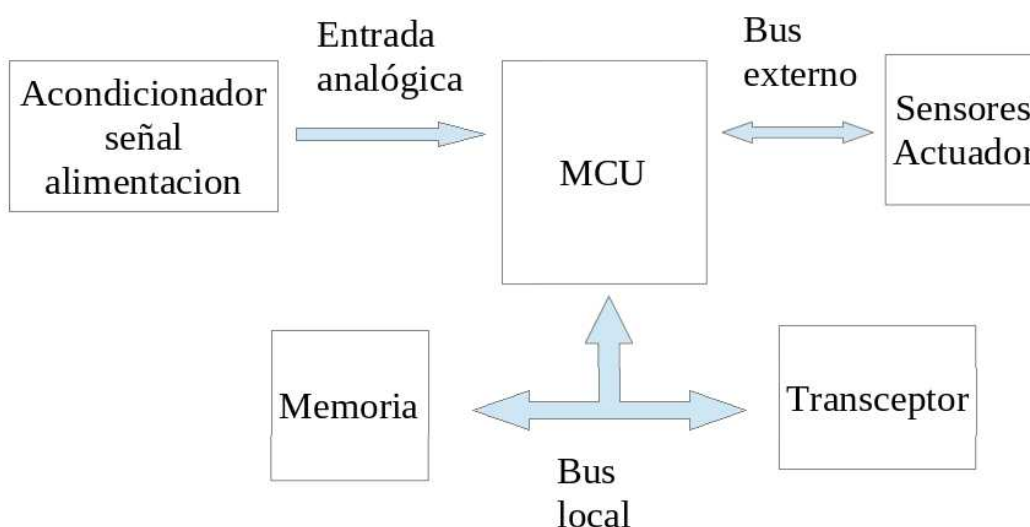 Entrada
analógica
Bus
externo
Acondicionador
señal
alimentacion
MCU
Sensores
Actuador
Memoria
Transceptor
Bus
local